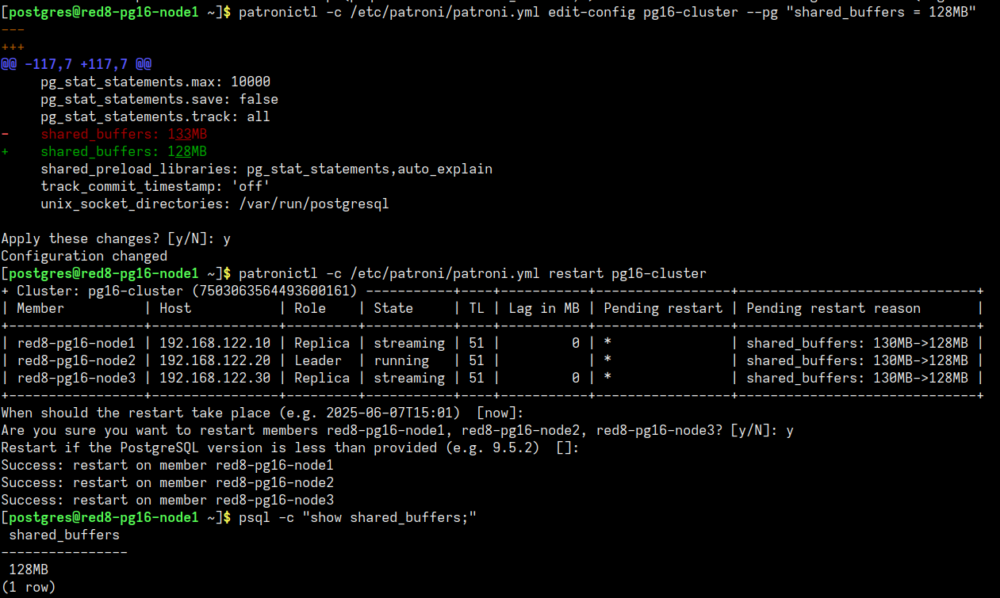 [postgres@red8-pg16-node1 ~]$ patronictl -c /etc/patroni/patroni.yml edit-config pg16-cluster --pg "shared_buffers = 128MB"
---
+++
@@ -117,7 +117,7 @@
     pg_stat_statements.max: 10000
     pg_stat_statements.save: false
     pg_stat_statements.track: all
-    shared_buffers: 133MB
+    shared_buffers: 128MB
     shared_preload_libraries: pg_stat_statements,auto_explain
     track_commit_timestamp: 'off'
     unix_socket_directories: /var/run/postgresql

Apply these changes? [y/N]: y
Configuration changed
[postgres@red8-pg16-node1 ~]$ patronictl -c /etc/patroni/patroni.yml restart pg16-cluster
+ Cluster: pg16-cluster (7503063564493600161) -----------+----+-----------+-----------------+------------------------------+
| Member          | Host           | Role    | State     | TL | Lag in MB | Pending restart | Pending restart reason       |
+-----------------+----------------+---------+-----------+----+-----------+-----------------+------------------------------+
| red8-pg16-node1 | 192.168.122.10 | Replica | streaming | 51 |         0 | *               | shared_buffers: 130MB->128MB |
| red8-pg16-node2 | 192.168.122.20 | Leader  | running   | 51 |           | *               | shared_buffers: 130MB->128MB |
| red8-pg16-node3 | 192.168.122.30 | Replica | streaming | 51 |         0 | *               | shared_buffers: 130MB->128MB |
+-----------------+----------------+---------+-----------+----+-----------+-----------------+------------------------------+
When should the restart take place (e.g. 2025-06-07T15:01)  [now]:
Are you sure you want to restart members red8-pg16-node1, red8-pg16-node2, red8-pg16-node3? [y/N]: y
Restart if the PostgreSQL version is less than provided (e.g. 9.5.2)  []:
Success: restart on member red8-pg16-node1
Success: restart on member red8-pg16-node2
Success: restart on member red8-pg16-node3
[postgres@red8-pg16-node1 ~]$ psql -c "show shared_buffers;"
 shared_buffers
----------------
 128MB
(1 row)